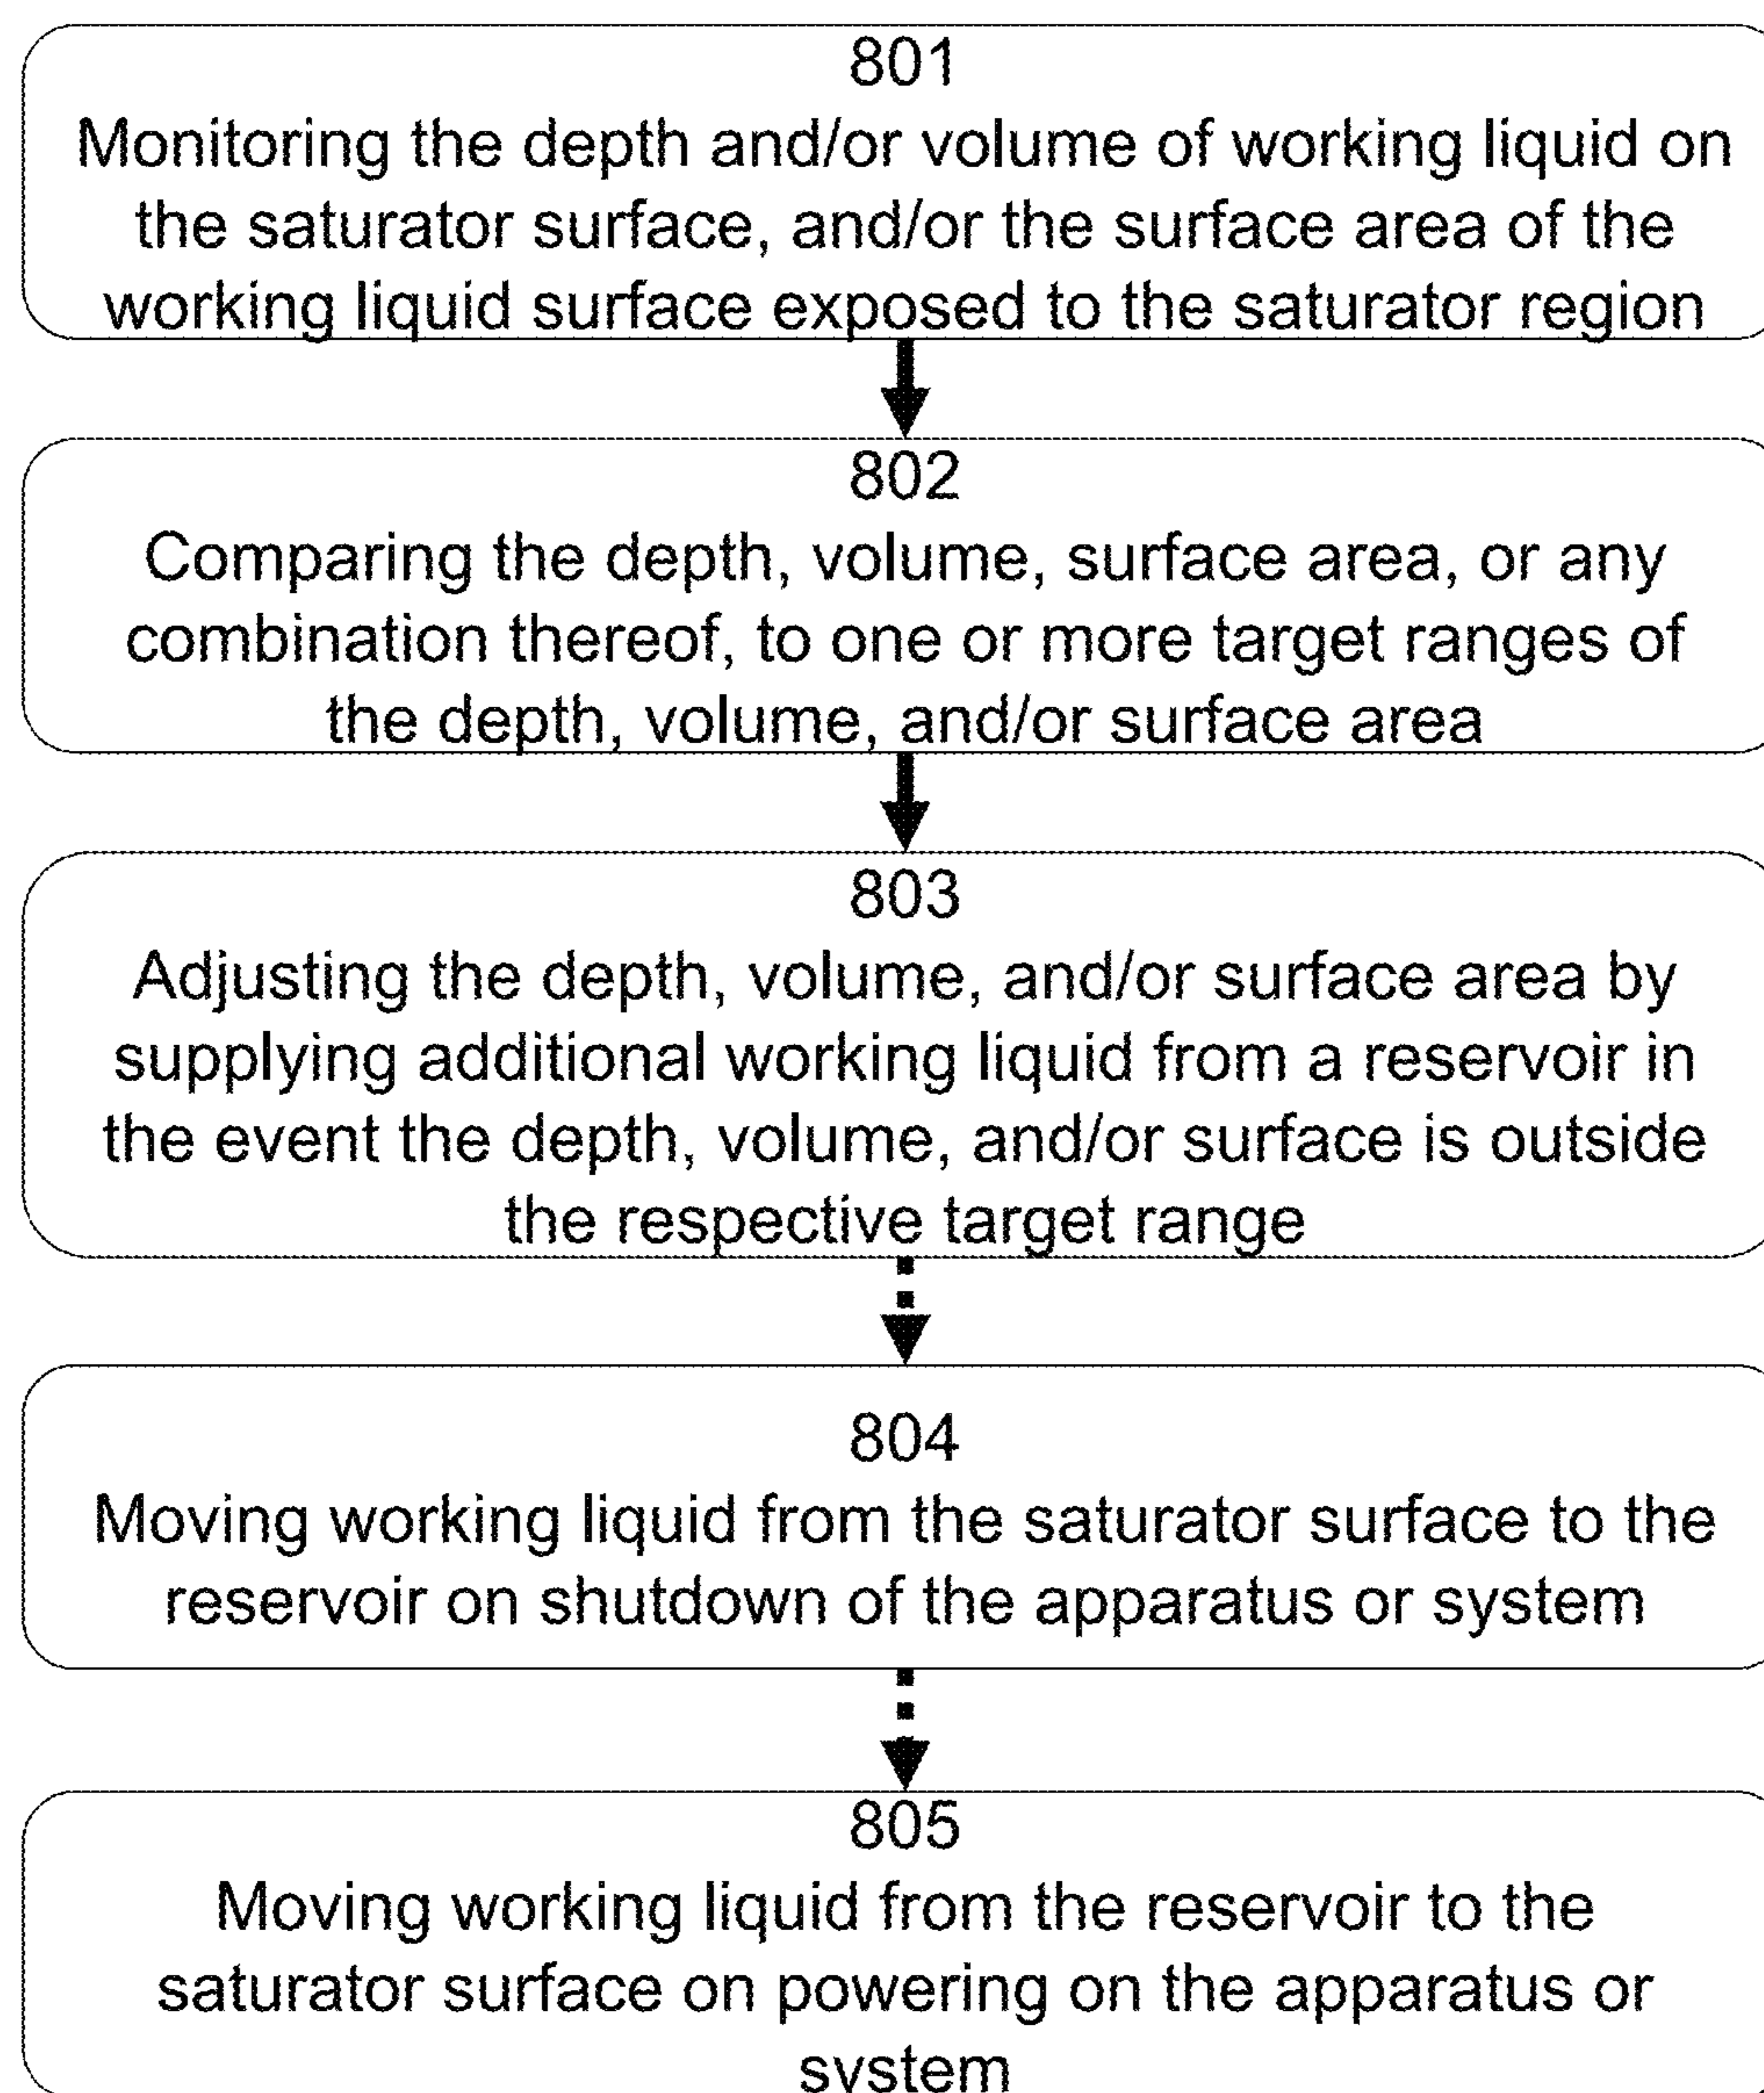 801
Monitoring the depth and/or volume of working liquid on
the saturator surface, and/or the surface area of the
working liquid surface exposed to the saturator region
802
Comparing the depth, volume, surface area, or any
combination thereof, to one or more target ranges of
the depth, volume, and/or surface area
803
Adjusting the depth, volume, and/or surface area by
supplying additional working liquid from a reservoir in
the event the depth, volume, and/or surface is outside
the respective target range
804
Moving working liquid from the saturator surface to the
reservoir on shutdown of the apparatus or system
805
Moving working liquid from the reservoir to the
saturator surface on powering on the apparatus or
system